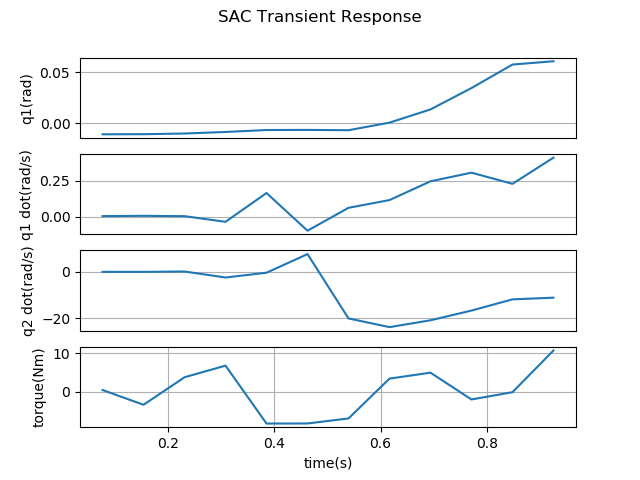 SAC Transient Response
q1(rad)
0.05
0.00
q1 dot(rad/s)
0.25
0.00
q2 dot(rad/s)
0
−20
torque(Nm)
10
0
0.2 0.4 0.6 0.8
time(s)